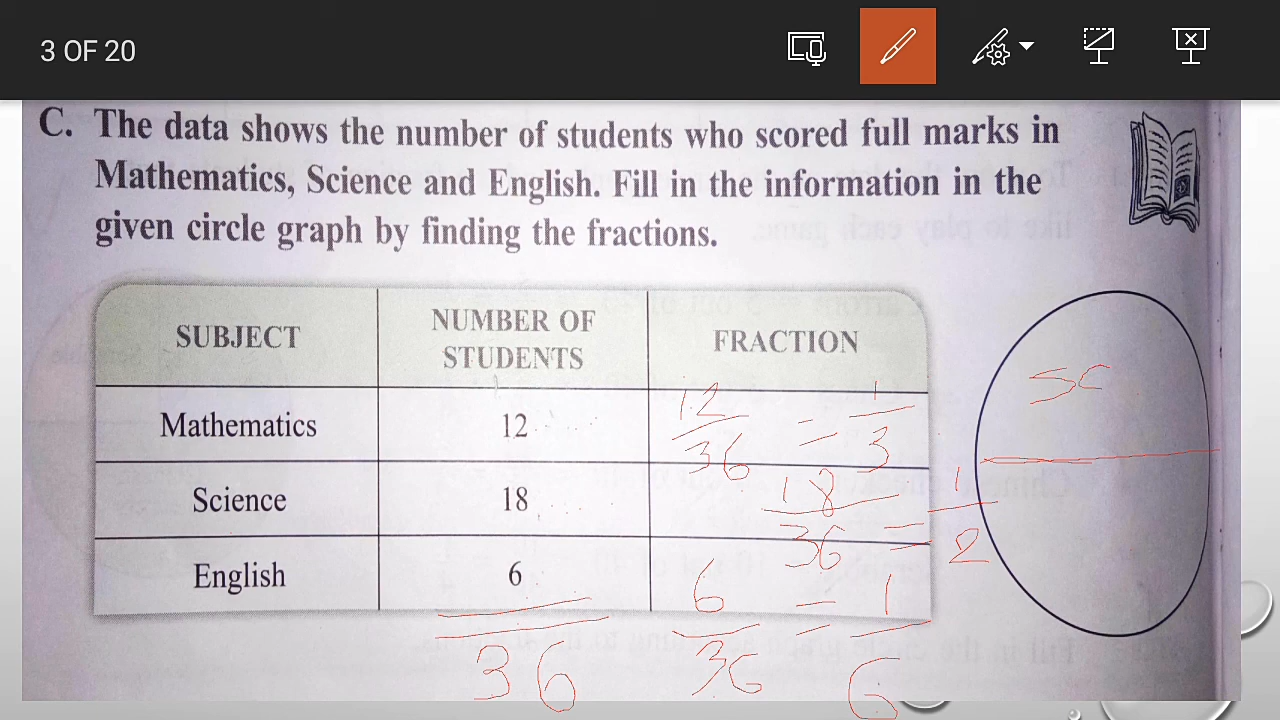 3 OF 20
C. The data shows the number of students who scored full marks in
Mathematics, Science and English. Fill in the information in the
given circle graph by finding the fractions.
SUBJECT NUMBER OF STUDENTS FRACTION
Mathematics 12 12/36 = 1/3
Science 18 18/36 = 1/2
English 6 6/36 = 1/6
36
SC